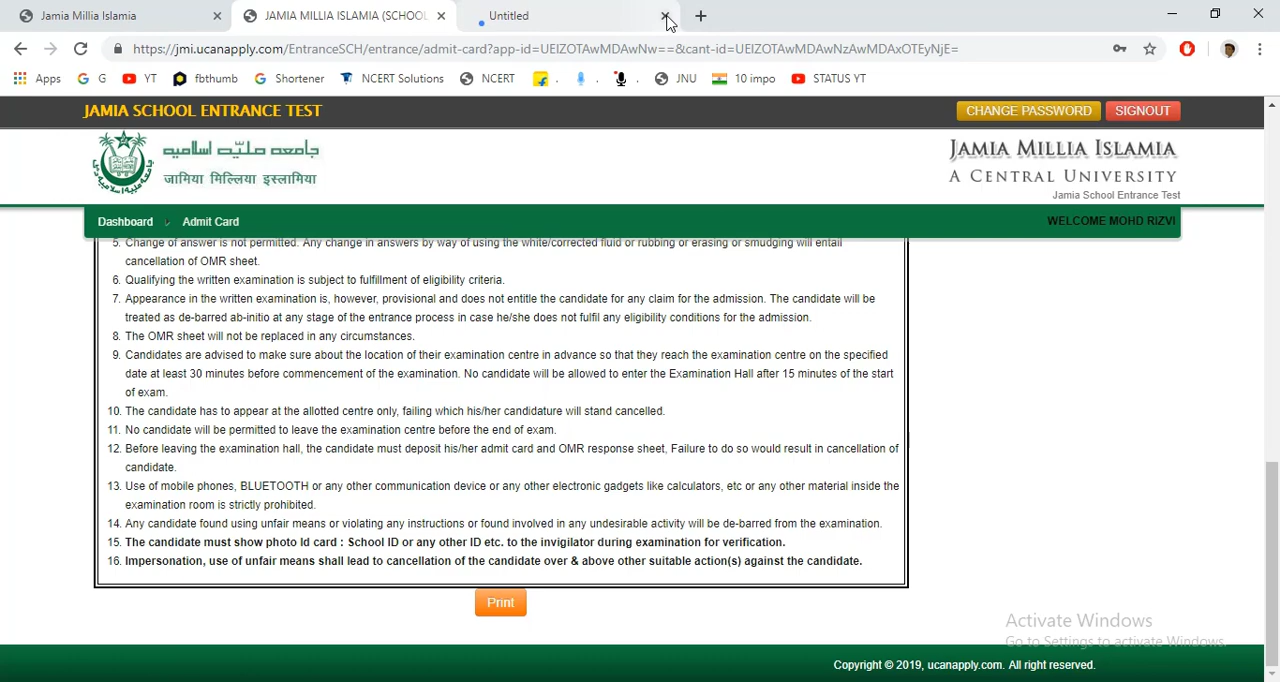 Jamia Millia Islamia
JAMIA MILLIA ISLAMIA (SCHOOL
Untitled
https://jmi.ucanapply.com/EntranceSCH/entrance/admit-card?app-id=UEIZOTAwMDAwNw==&cant-id=UEIZOTAwMDAwNzAwMDAxOTEyNjE=
Apps G YT fbthumb Shortener NCERT Solutions NCERT . . . JNU 10 impo STATUS YT
JAMIA SCHOOL ENTRANCE TEST
CHANGE PASSWORD SIGNOUT
جامعہ ملیّہ اسلامیہ
जामिया मिल्लिया इस्लामिया
JAMIA MILLIA ISLAMIA
A CENTRAL UNIVERSITY
Jamia School Entrance Test
Dashboard Admit Card WELCOME MOHD RIZVI
5. Change of answer is not permitted. Any change in answers by way of using the white/corrected fluid or rubbing or erasing or smudging will entail
cancellation of OMR sheet.
6. Qualifying the written examination is subject to fulfillment of eligibility criteria.
7. Appearance in the written examination is, however, provisional and does not entitle the candidate for any claim for the admission. The candidate will be
treated as de-barred ab-initio at any stage of the entrance process in case he/she does not fulfil any eligibility conditions for the admission.
8. The OMR sheet will not be replaced in any circumstances.
9. Candidates are advised to make sure about the location of their examination centre in advance so that they reach the examination centre on the specified
date at least 30 minutes before commencement of the examination. No candidate will be allowed to enter the Examination Hall after 15 minutes of the start
of exam.
10. The candidate has to appear at the allotted centre only, failing which his/her candidature will stand cancelled.
11. No candidate will be permitted to leave the examination centre before the end of exam.
12. Before leaving the examination hall, the candidate must deposit his/her admit card and OMR response sheet, Failure to do so would result in cancellation of
candidate.
13. Use of mobile phones, BLUETOOTH or any other communication device or any other electronic gadgets like calculators, etc or any other material inside the
examination room is strictly prohibited.
14. Any candidate found using unfair means or violating any instructions or found involved in any undesirable activity will be de-barred from the examination.
15. The candidate must show photo Id card : School ID or any other ID etc. to the invigilator during examination for verification.
16. Impersonation, use of unfair means shall lead to cancellation of the candidate over & above other suitable action(s) against the candidate.
Print
Activate Windows
Go to Settings to activate Windows.
Copyright © 2019, ucanapply.com. All right reserved.